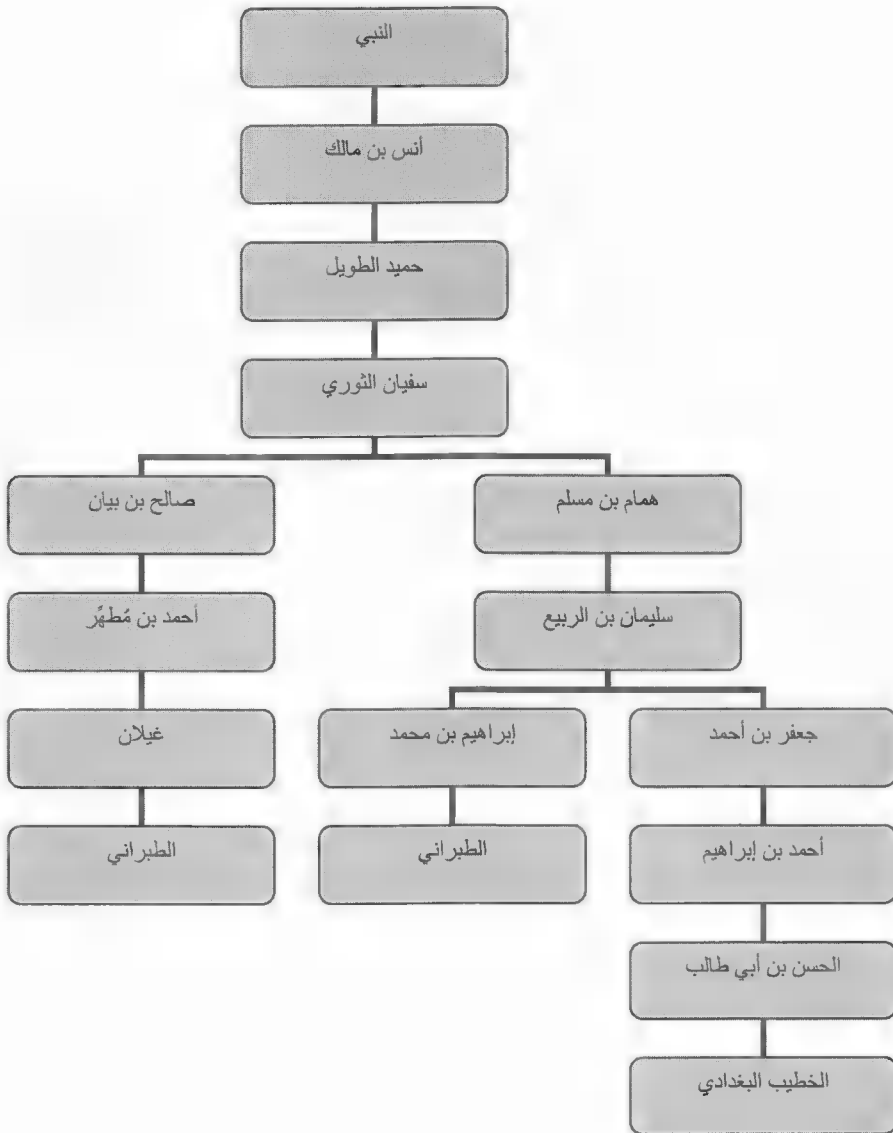 النبي
أنس بن مالك
حميد الطويل
سفيان الثوري
همام بن مسلم
صالح بن بيان
سليمان بن الربيع
أحمد بن مُطهَّر
جعفر بن أحمد
إبراهيم بن محمد
غيلان
أحمد بن إبراهيم
الطبراني
الطبراني
الحسن بن أبي طالب
الخطيب البغدادي